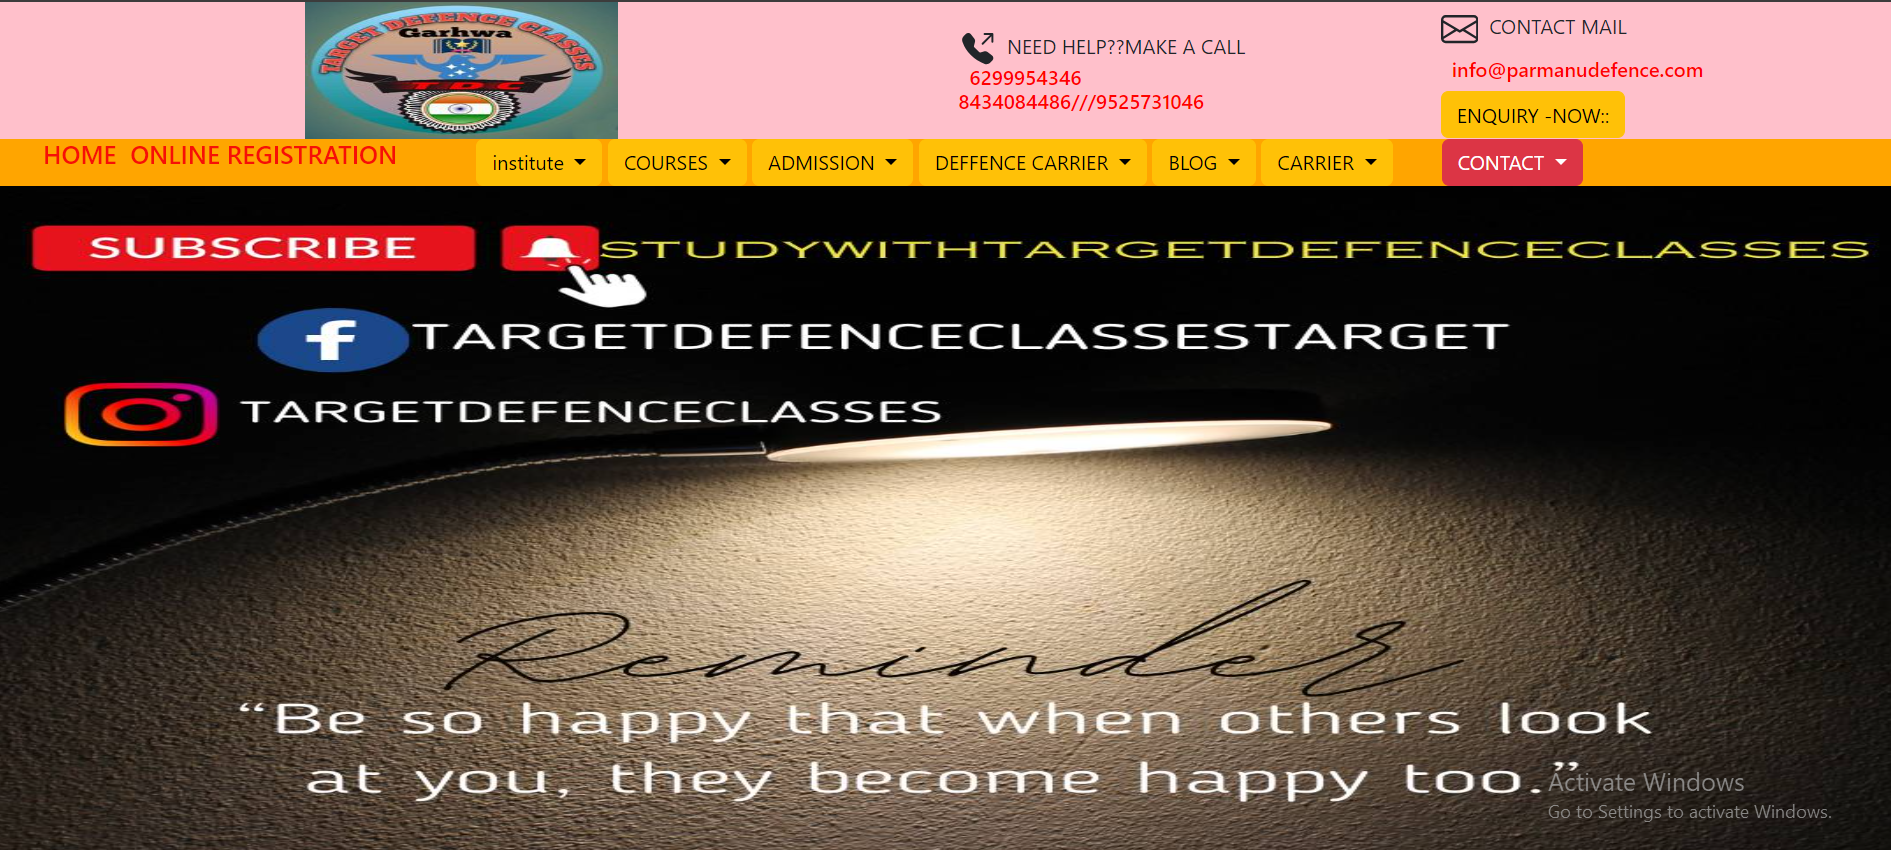 TARGET DEFENCE CLASSES
Garhwa
TDC
NEED HELP??MAKE A CALL
6299954346
8434084486///9525731046
CONTACT MAIL
info@parmanudefence.com
ENQUIRY -NOW::
HOME ONLINE REGISTRATION institute COURSES ADMISSION DEFFENCE CARRIER BLOG CARRIER CONTACT
SUBSCRIBE STUDYWITHTARGETDEFENCECLASSES
f TARGETDEFENCECLASSESTARGET
TARGETDEFENCECLASSES
Reminder
“Be so happy that when others look
at you, they become happy too.”
Activate Windows
Go to Settings to activate Windows.